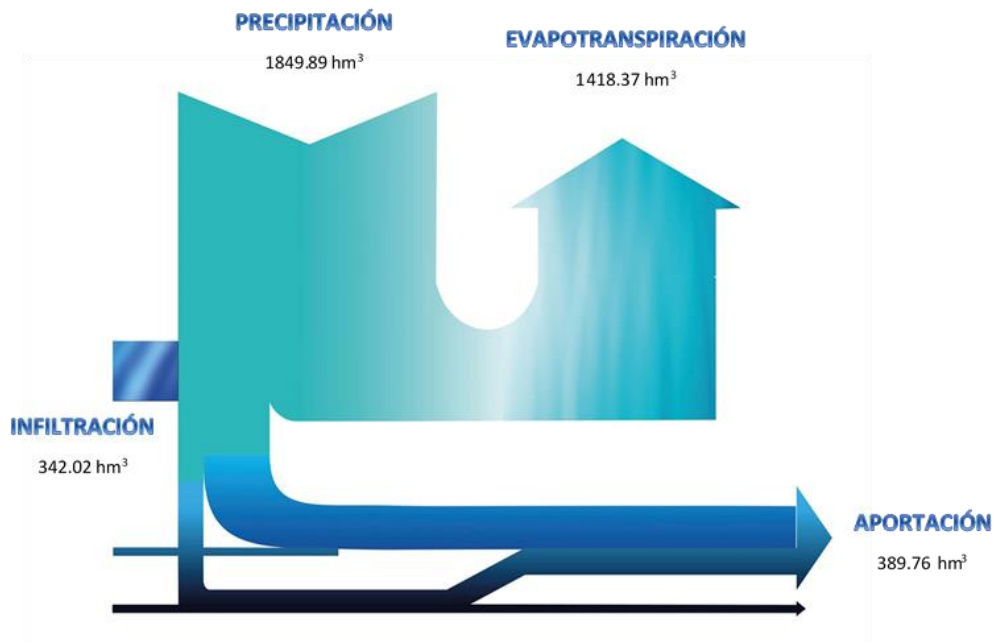 PRECIPITACIÓN
1849.89 hm³
EVAPOTRANSPIRACIÓN
1418.37 hm³
INFILTRACIÓN
342.02 hm³
APORTACIÓN
389.76 hm³